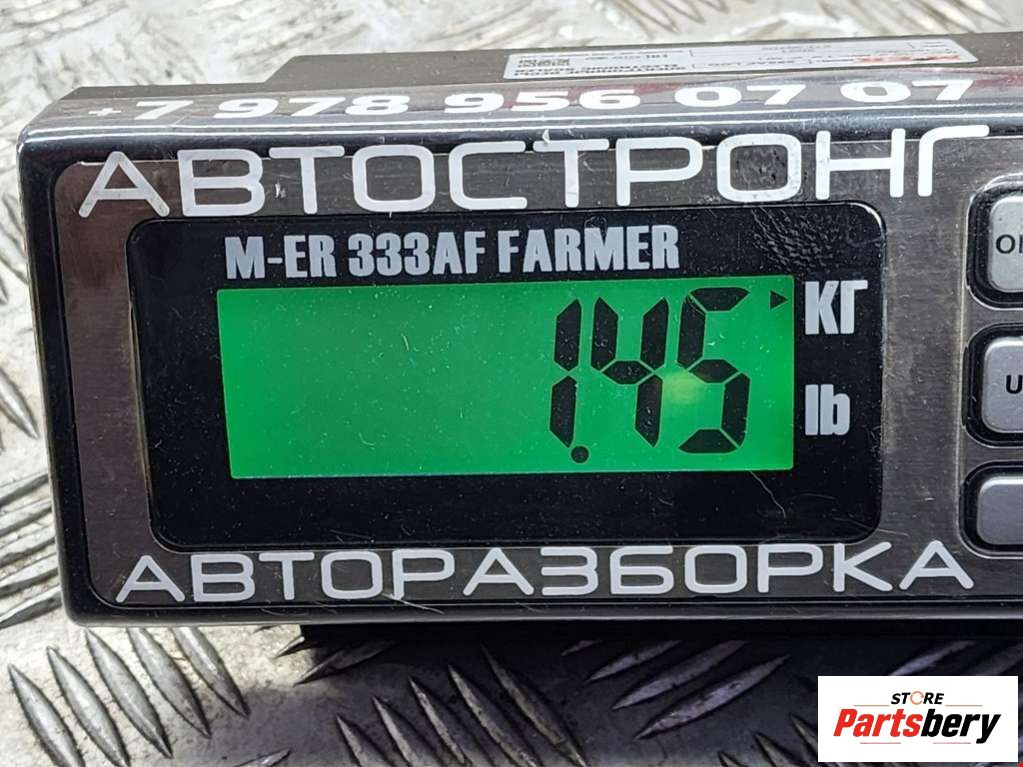 +7 978 956 07 07
АВТОСТРОНГ
M-ER 333AF FARMER
1.45
КГ
lb
U
АВТОРАЗБОРКА
STORE
Partsbery